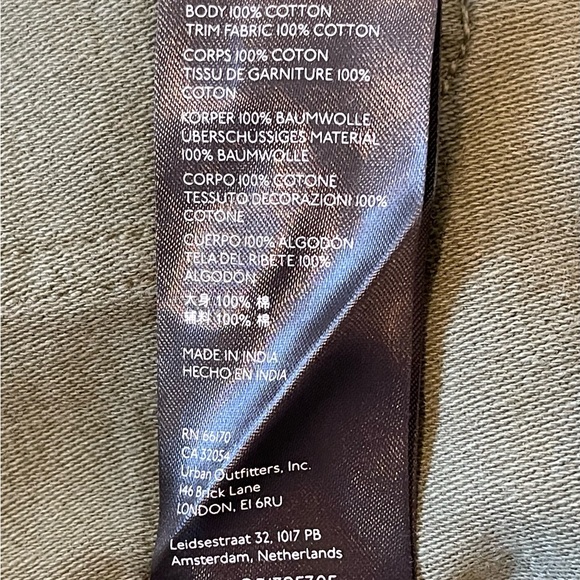 BODY 100% COTTON
TRIM FABRIC 100% COTTON
CORPS 100% COTON
TISSU DE GARNITURE 100%
COTON
KÖRPER 100% BAUMWOLLE
ÜBERSCHÜSSIGES MATERIAL
100% BAUMWOLLE
CORPO 100% COTONE
TESSUTO DECORAZIONI 100%
COTONE
CUERPO 100% ALGODON
TELA DEL RIBETE 100%
ALGODON
大身 100% 棉
辅料 100% 棉
MADE IN INDIA
HECHO EN INDIA
RN 66170
CA 32054
Urban Outfitters, Inc.
146 Brick Lane
LONDON, E1 6RU
Leidsestraat 32, 1017 PB
Amsterdam, Netherlands